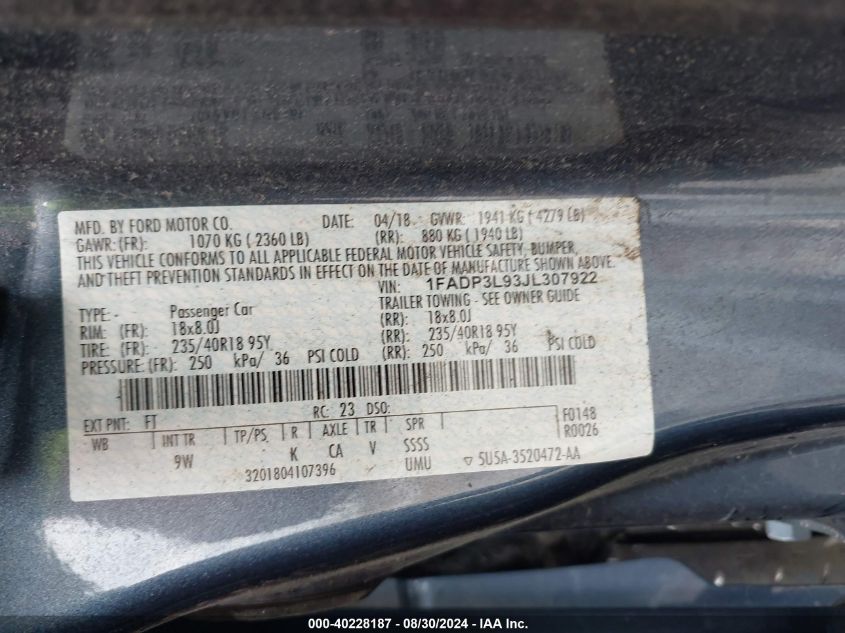 MFD. BY FORD MOTOR CO. DATE: 04/18 GVWR: 1941 KG ( 4279 LB)
GAWR: (FR): 1070 KG ( 2360 LB) (RR): 880 KG ( 1940 LB)
THIS VEHICLE CONFORMS TO ALL APPLICABLE FEDERAL MOTOR VEHICLE SAFETY, BUMPER,
AND THEFT PREVENTION STANDARDS IN EFFECT ON THE DATE OF MANUFACTURE SHOWN ABOVE.
VIN: 1FADP3L93JL307922
TYPE: - Passenger Car TRAILER TOWING - SEE OWNER GUIDE
RIM: (FR): 18x8.0J (RR): 18x8.0J
TIRE: (FR): 235/40R18 95Y (RR): 235/40R18 95Y
PRESSURE: (FR): 250 kPa/ 36 PSI COLD (RR): 250 kPa/ 36 PSI COLD
EXT PNT: FT RC: 23 DSO: F0148
WB INT TR TP/PS R AXLE TR SPR R0026
9W K CA V SSSS
3201804107396 UMU ▽ 5U5A-3520472-AA
000-40228187 - 08/30/2024 - IAA Inc.